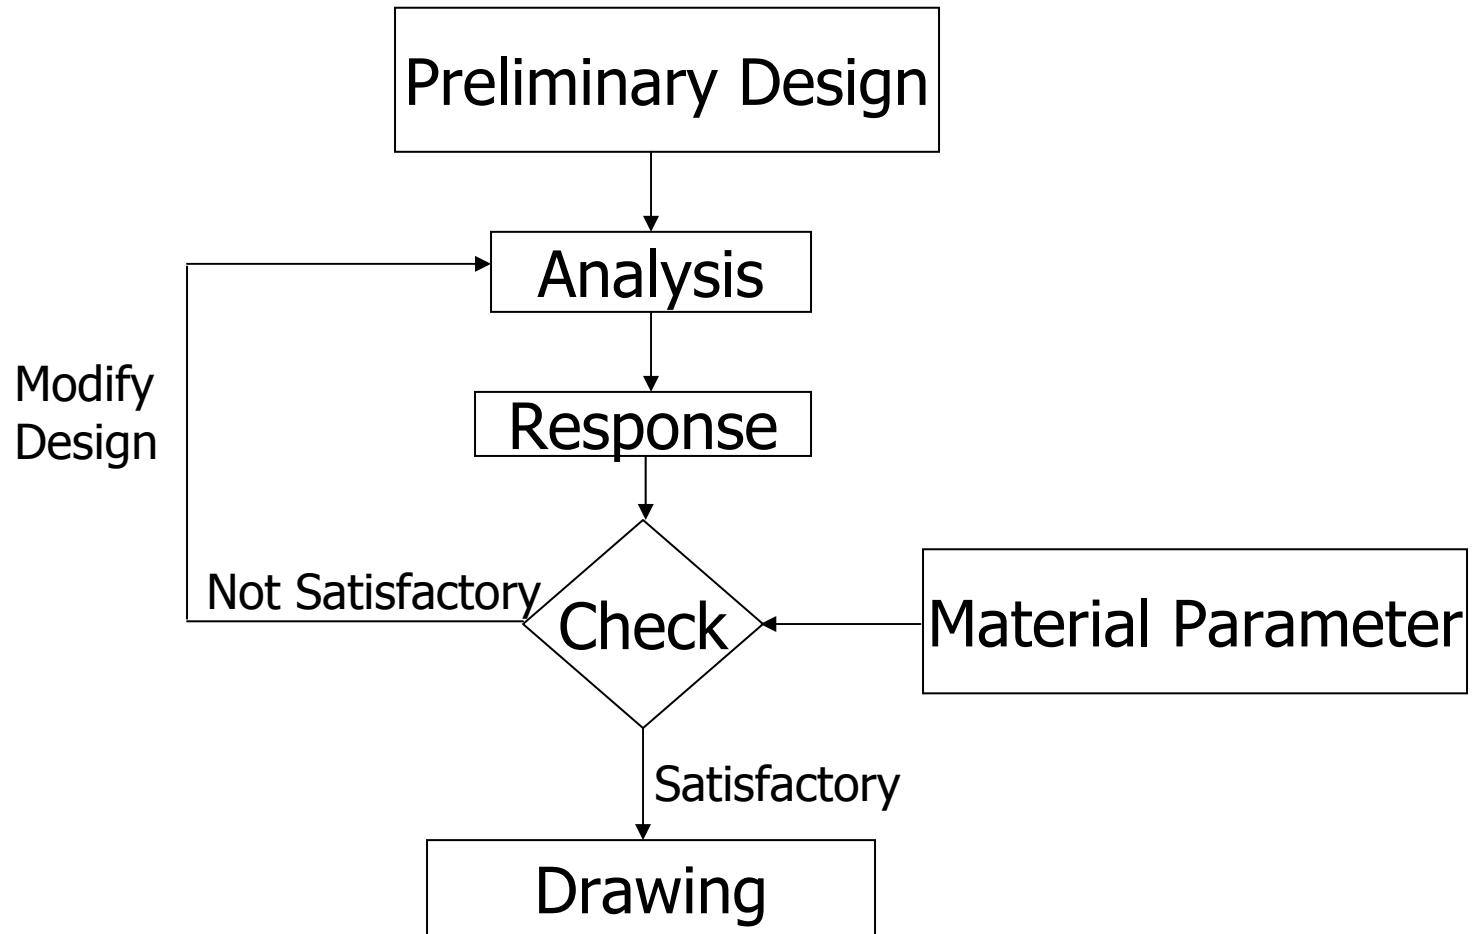 Preliminary Design
Analysis
Modify
Design
Response
Not Satisfactory
Check
Material Parameter
Satisfactory
Drawing